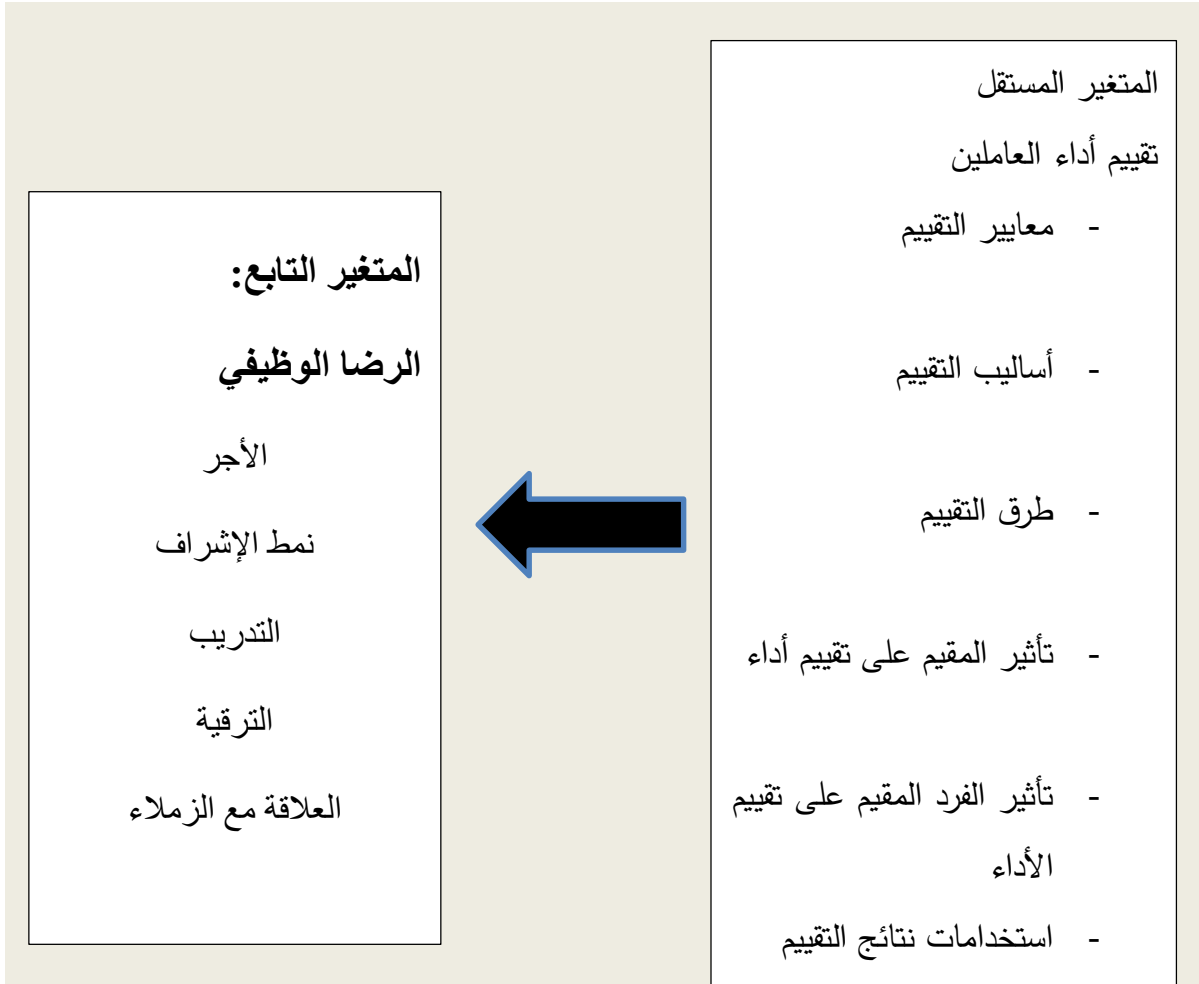 المتغير المستقل
تقييم أداء العاملين
- معايير التقييم
- أساليب التقييم
- طرق التقييم
- تأثير المقيم على تقييم أداء
- تأثير الفرد المقيم على تقييم
الأداء
- استخدامات نتائج التقييم
المتغير التابع:
الرضا الوظيفي
الأجر
نمط الإشراف
التدريب
الترقية
العلاقة مع الزملاء